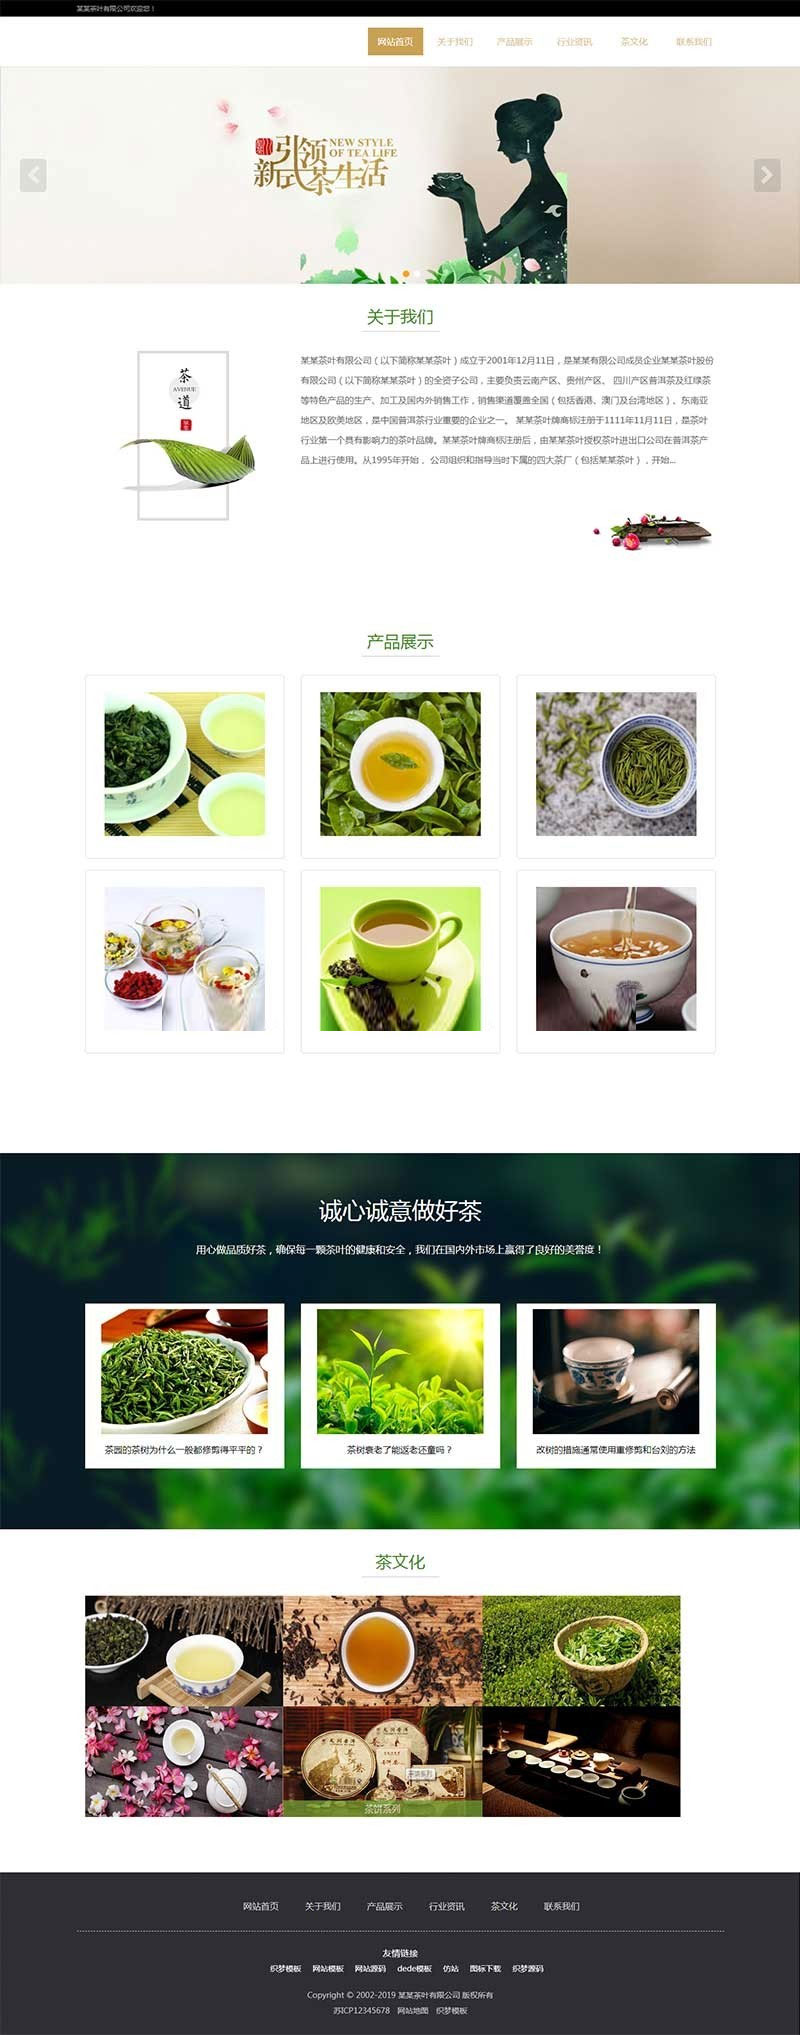 某某茶叶有限公司欢迎您！
网站首页 关于我们 产品展示 行业资讯 茶文化 联系我们
引领 NEW STYLE
OF TEA LIFE
新式茶生活
关于我们
茶
AVENUE
道
某某茶叶有限公司（以下简称某某茶叶）成立于2001年12月11日，是某某有限公司成员企业某某茶叶股份
有限公司（以下简称某某茶叶）的全资子公司，主要负责云南产区、贵州产区、 四川产区普洱茶及红绿茶
等特色产品的生产、加工及国内外销售工作，销售渠道覆盖全国（包括香港、澳门及台湾地区）、东南亚
地区及欧美地区，是中国普洱茶行业重要的企业之一。 某某茶叶牌商标注册于1111年11月11日，是茶叶
行业第一个具有影响力的茶叶品牌。某某茶叶牌商标注册后，由某某茶叶授权茶叶进出口公司在普洱茶产
品上进行使用。从1995年开始， 公司组织和指导当时下属的四大茶厂（包括某某茶叶），开始...
产品展示
诚心诚意做好茶
用心做品质好茶，确保每一颗茶叶的健康和安全，我们在国内外市场上赢得了良好的美誉度！
茶园的茶树为什么一般都修剪得平平的？
茶树衰老了能返老还童吗？
改树的措施通常使用重修剪和台刘的方法
茶文化
茶饼系列
茶饼系列
网站首页 关于我们 产品展示 行业资讯 茶文化 联系我们
友情链接
织梦模板 网站模板 网站源码 dede模板 仿站 图标下载 织梦源码
Copyright © 2002-2019 某某茶叶有限公司 版权所有
苏ICP12345678 网站地图 织梦模板